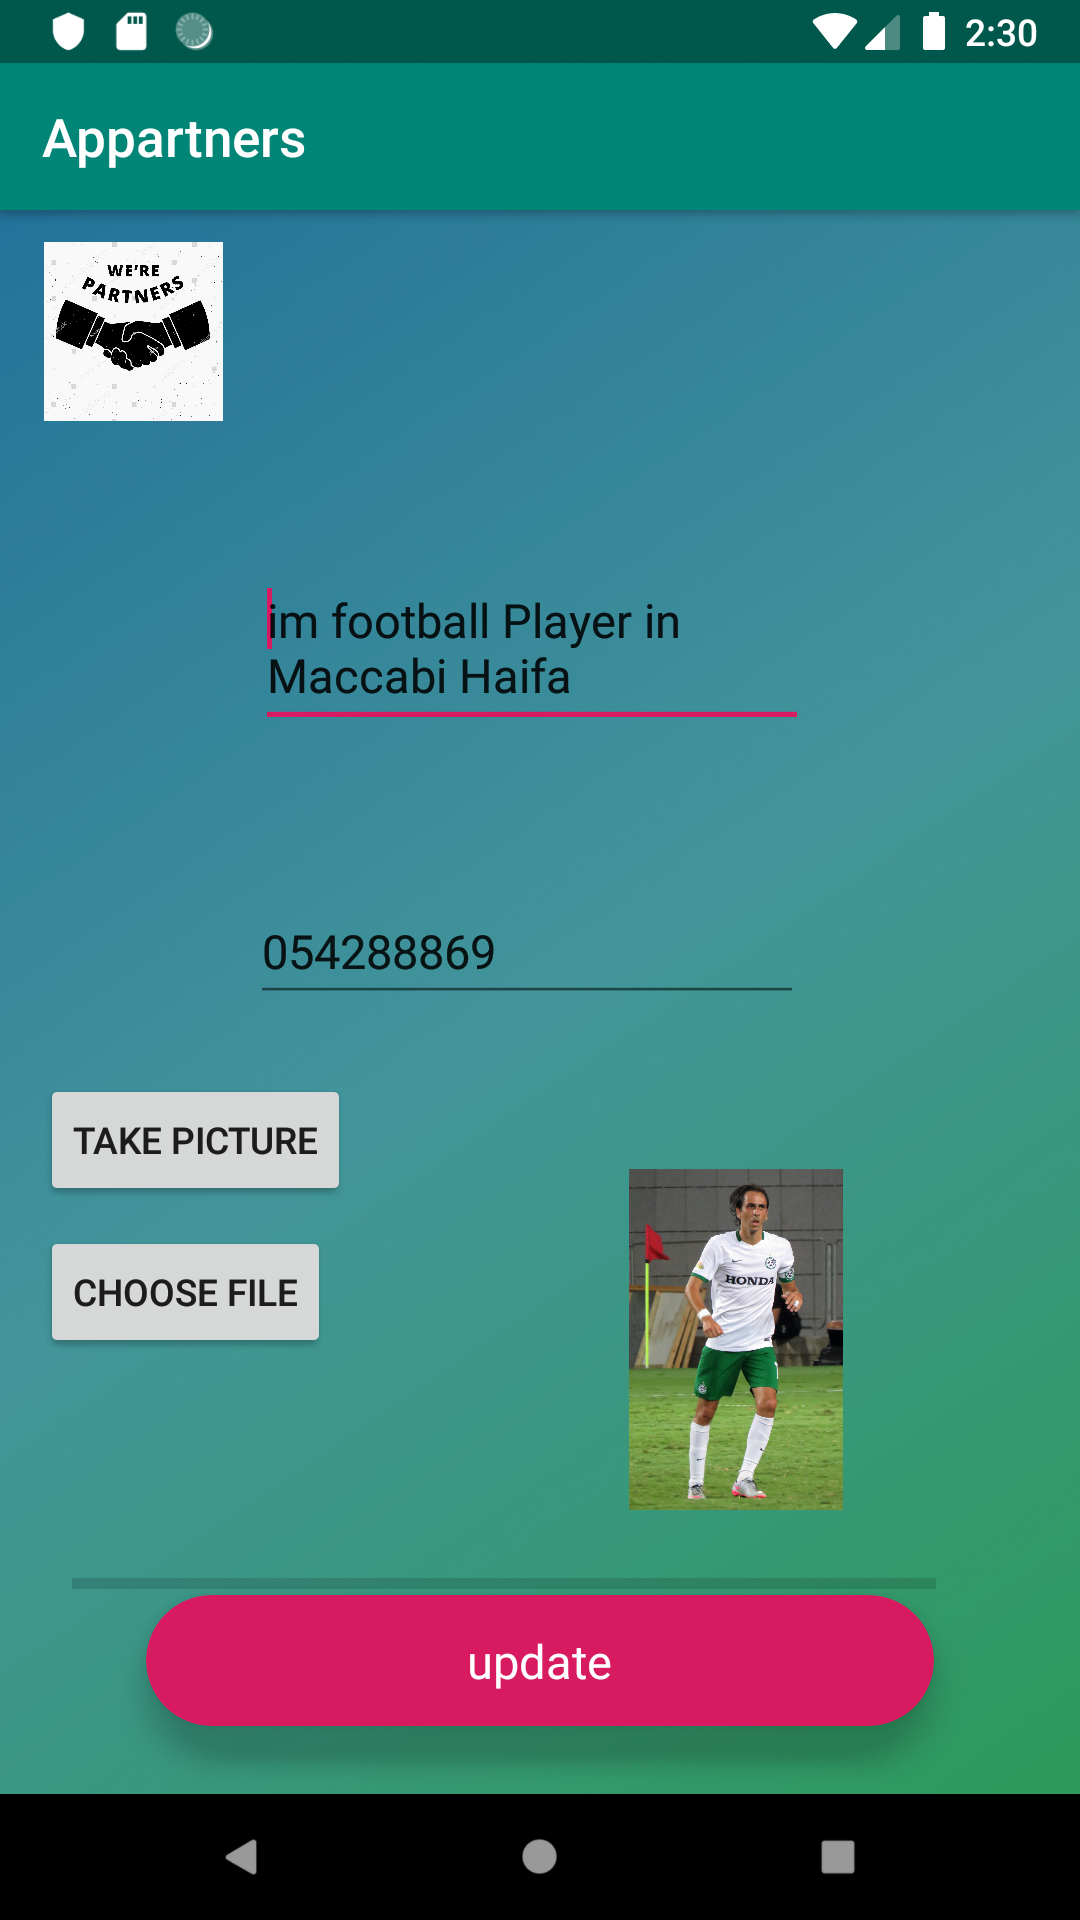 2:30
Appartners
WE'RE
PARTNERS
im football Player in
Maccabi Haifa
054288869
TAKE PICTURE
CHOOSE FILE
HONDA
update